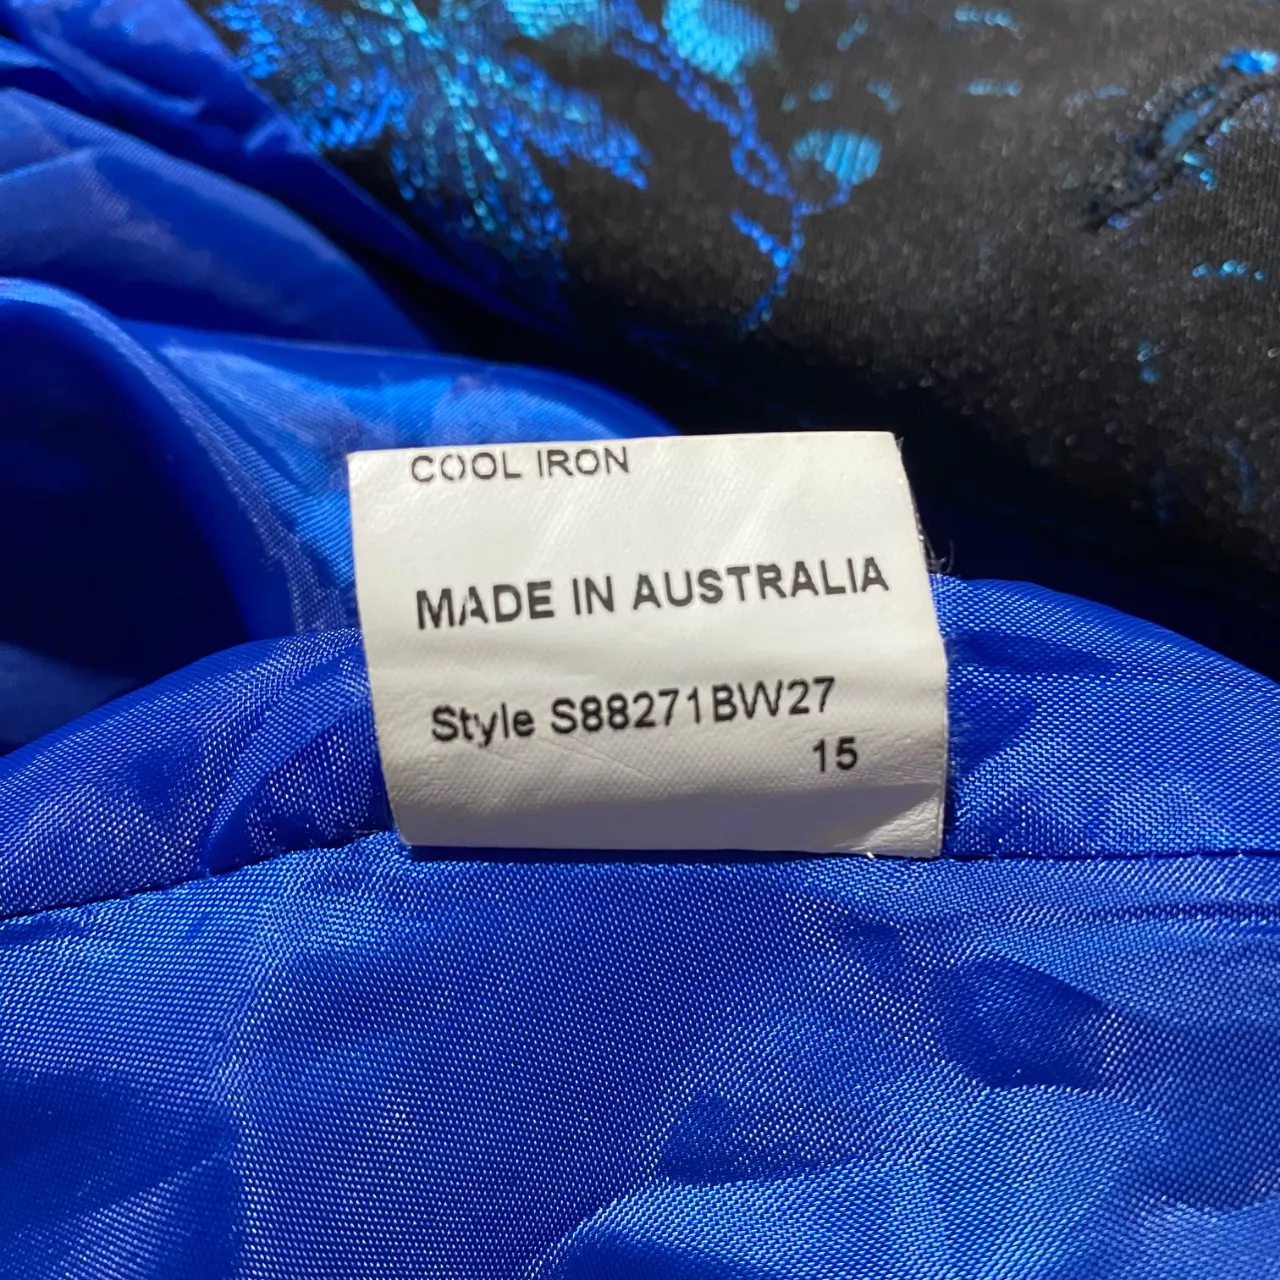 COOL IRON
MADE IN AUSTRALIA
Style S88271BW27
15